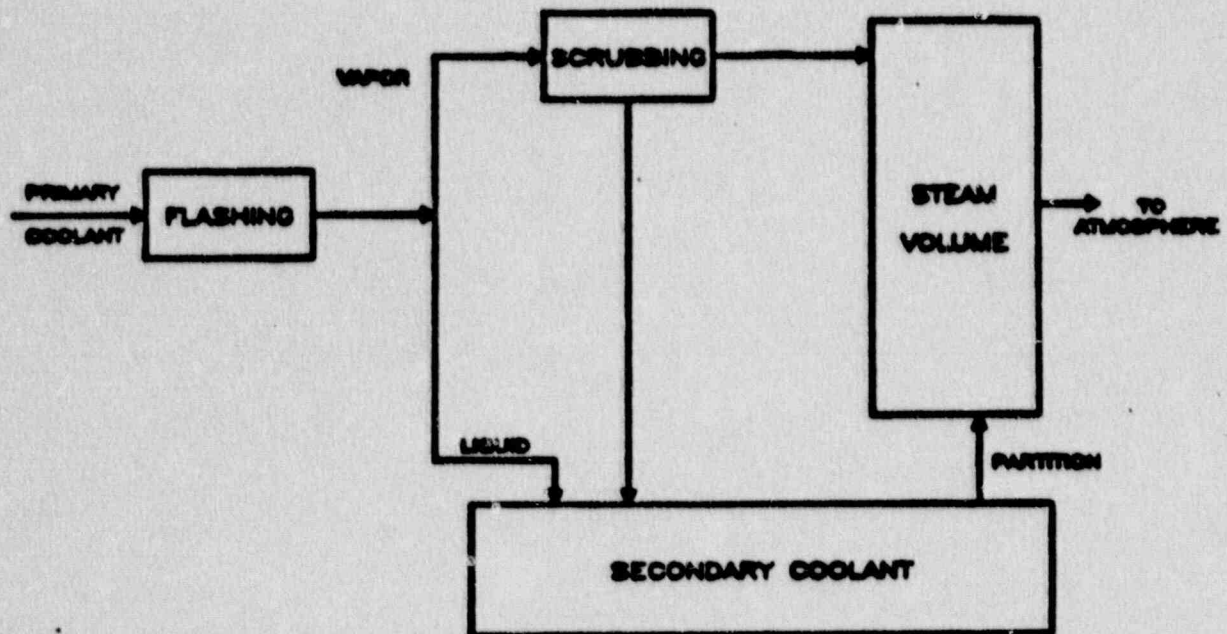 SCRUBBING
VAPOR
PRIMARY
COOLANT
FLASHING
STEAM
VOLUME
TO
ATMOSPHERE
LIQUID
PARTITION
SECONDARY COOLANT